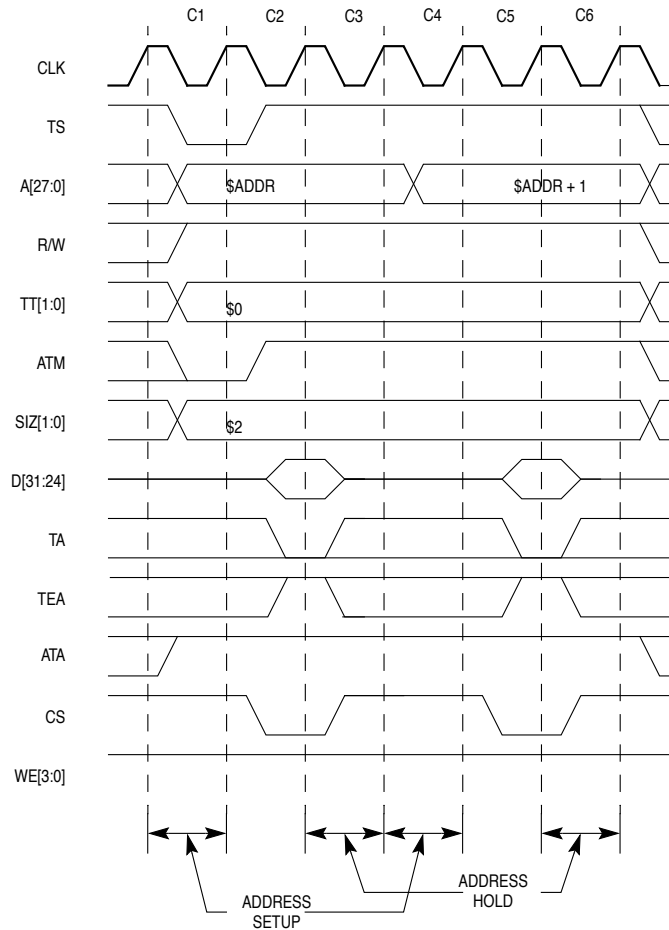 C1 C2 C3 C4 C5 C6
CLK
TS
A[27:0] $ADDR $ADDR + 1
R/W
TT[1:0] $0
ATM
SIZ[1:0] $2
D[31:24]
TA
TEA
ATA
CS
WE[3:0]
ADDRESS
SETUP
ADDRESS
HOLD